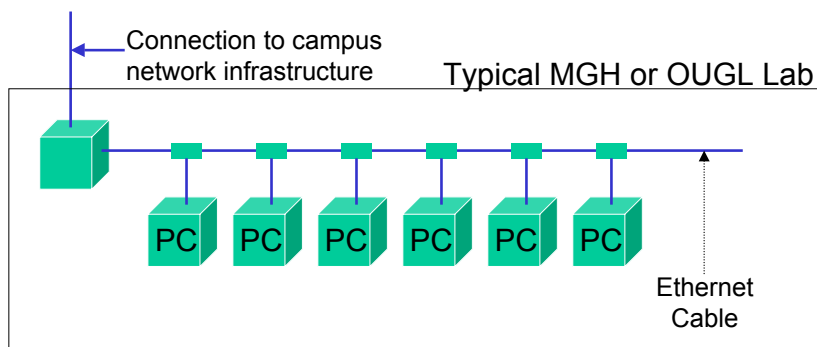 Connection to campus
network infrastructure
Typical MGH or OUGL Lab
PC PC PC PC PC PC
Ethernet
Cable